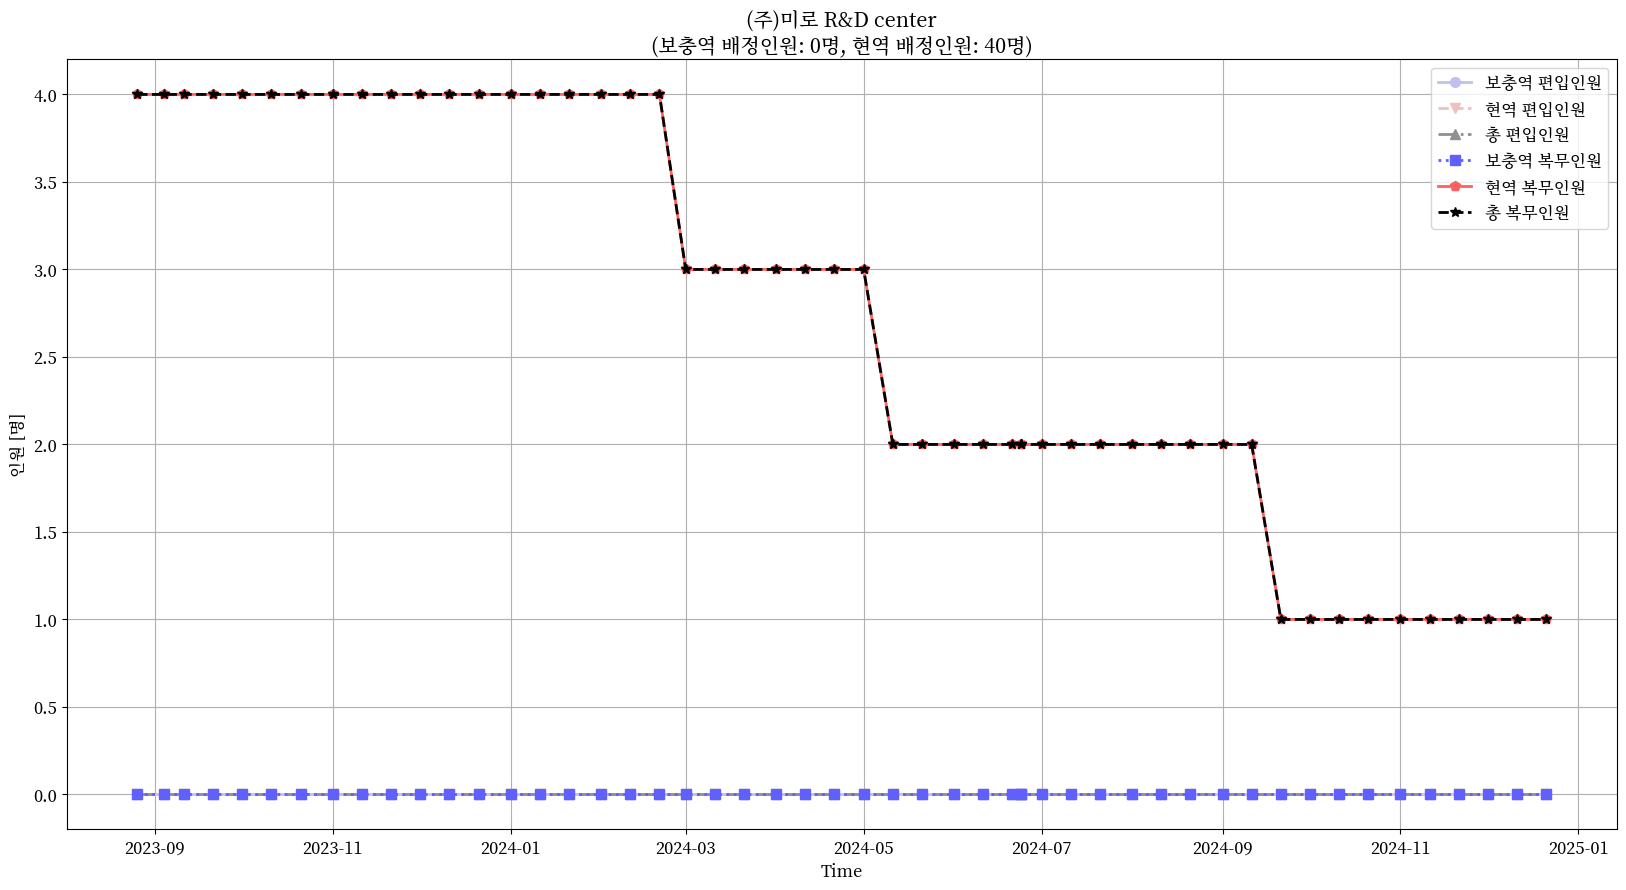 (주)미로 R&D center
(보충역 배정인원: 0명, 현역 배정인원: 40명)
보충역 편입인원
현역 편입인원
총 편입인원
보충역 복무인원
현역 복무인원
총 복무인원
인원 [명]
4.0
3.5
3.0
2.5
2.0
1.5
1.0
0.5
0.0
2023-09 2023-11 2024-01 2024-03 2024-05 2024-07 2024-09 2024-11 2025-01
Time